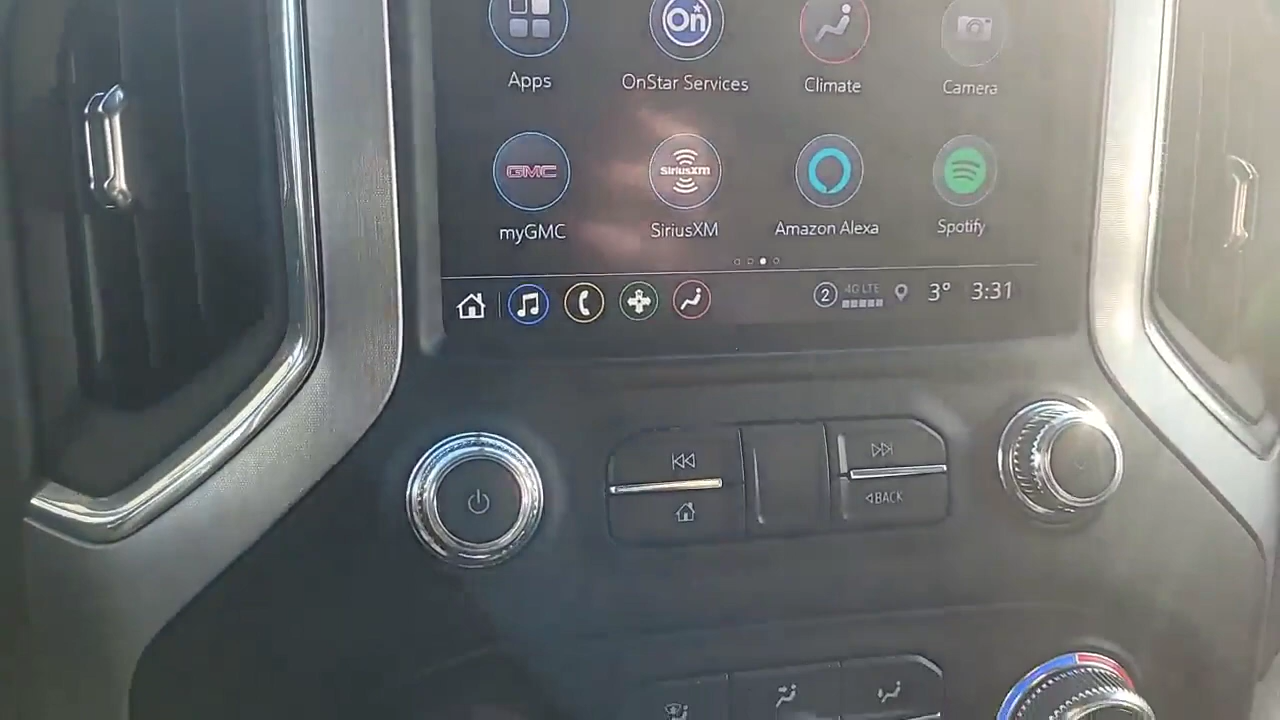 On
Apps
OnStar Services
Climate
Camera
GMC
SiriusXM
myGMC
SiriusXM
Amazon Alexa
Spotify
2
4G LTE
3°
3:31
BACK